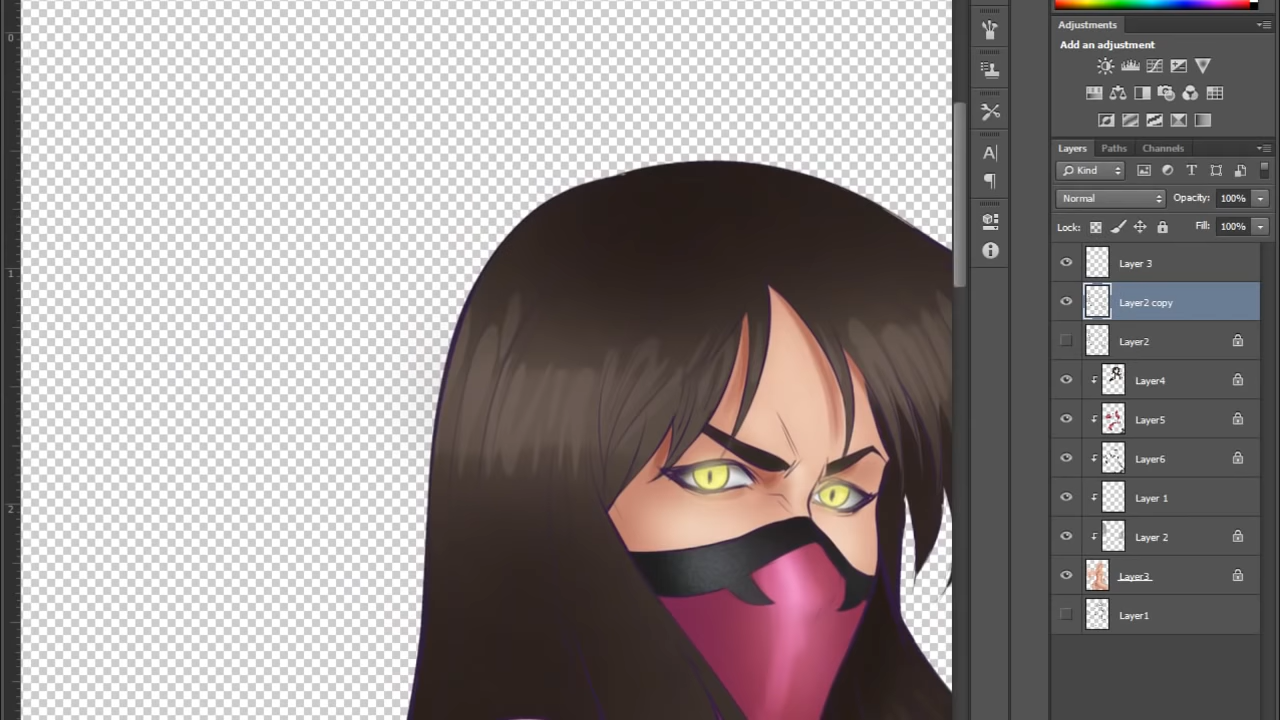 0
Adjustments
Add an adjustment
A
Layers Paths Channels
Kind T
Normal Opacity: 100%
Lock: Fill: 100%
Layer 3
1
Layer2 copy
Layer2
Layer4
Layer5
Layer6
Layer 1
2
Layer 2
Layer3
Layer1